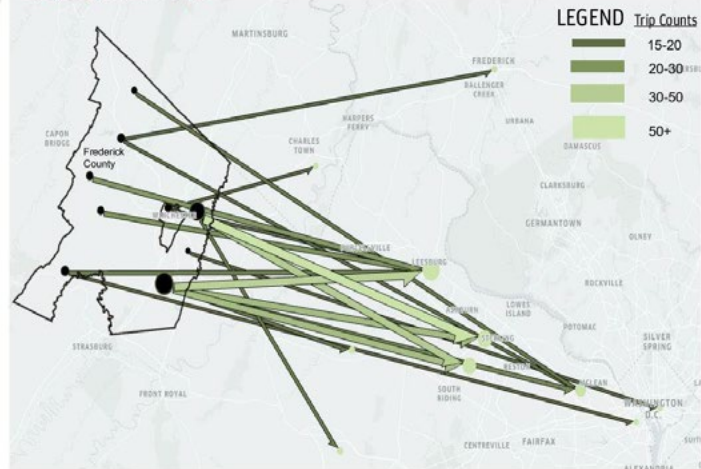 LEGEND Trip Counts
15-20
20-30
30-50
50+
MARTINSBURG
FREDERICK
BALLENGER
CREEK
URBANA
HARPERS
FERRY
DAMASCUS
CAPON
BRIDGE
Frederick
County
CHARLES
TOWN
CLARKSBURG
GERMANTOWN
OLNEY
LEESBURG
ROCKVILLE
ASHBURN
LOWES
ISLAND
POTOMAC
STERLING
SILVER
SPRING
STRASBURG
RESTON
MCLEAN
FRONT ROYAL
SOUTH
RIDING
WASHINGTON
D.C.
CENTREVILLE
FAIRFAX
ALEXANDRIA